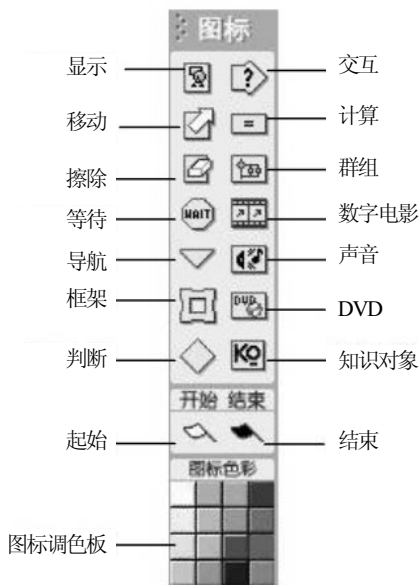 图标
显示
交互
移动
=
计算
擦除
群组
等待
WAIT
数字电影
导航
声音
框架
DVD
DVD
判断
KO
知识对象
开始 结束
起始
结束
图标色彩
图标调色板